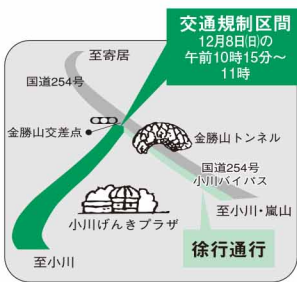 交通規制区間
12月8日(日)の
午前10時15分〜
11時
至寄居
国道254号
金勝山交差点
金勝山トンネル
国道254号
小川バイパス
小川げんきプラザ
至小川・嵐山
徐行通行
至小川